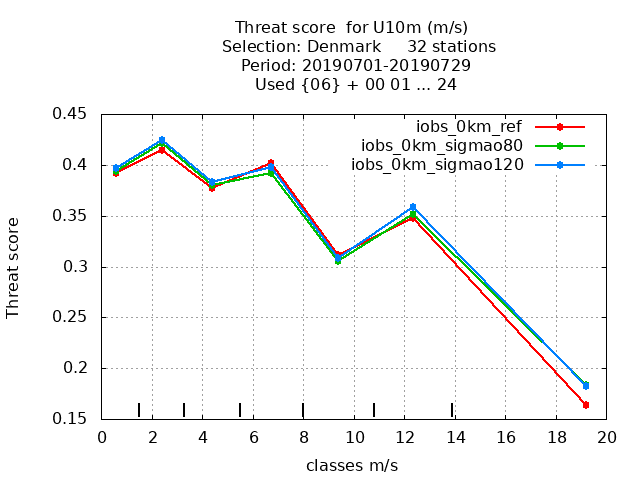 Threat score  for U10m (m/s)
Selection: Denmark     32 stations
Period: 20190701-20190729
Used {06} + 00 01 ... 24
iobs_0km_ref
iobs_0km_sigmao80
iobs_0km_sigmao120
0.45
0.4
0.35
0.3
0.25
0.2
0.15
Threat score
0 2 4 6 8 10 12 14 16 18 20
classes m/s